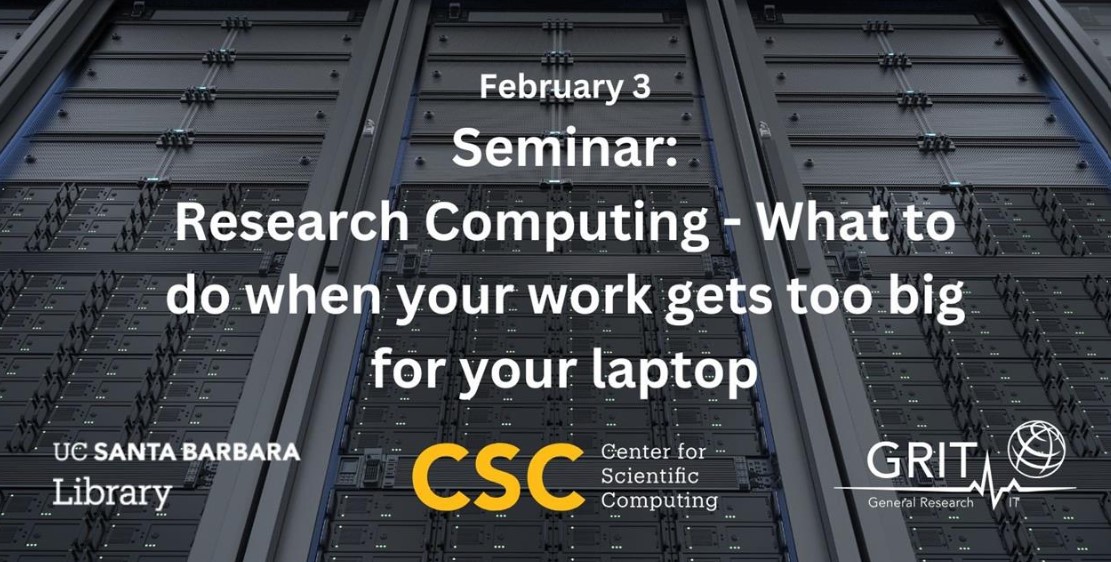 February 3
Seminar:
Research Computing - What to
do when your work gets too big
for your laptop
UC SANTA BARBARA
Library
CSC
Center for
Scientific
Computing
GRIT
General Research IT